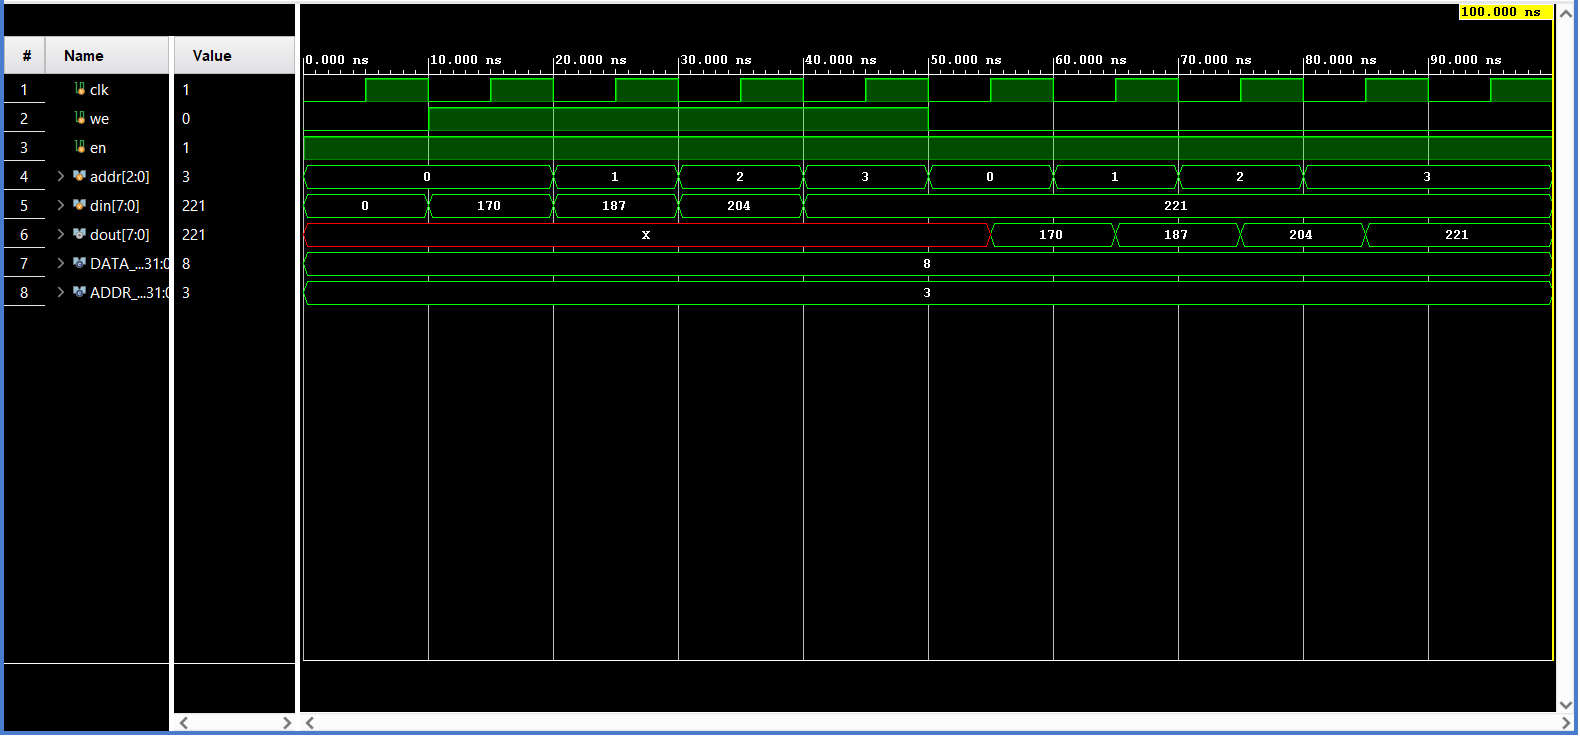 100.000 ns
# Name Value
0.000 ns 10.000 ns 20.000 ns 30.000 ns 40.000 ns 50.000 ns 60.000 ns 70.000 ns 80.000 ns 90.000 ns
1 clk 1
2 we 0
3 en 1
4 addr[2:0] 3 0 1 2 3 0 1 2 3
5 din[7:0] 221 0 170 187 204 221
6 dout[7:0] 221 X 170 187 204 221
7 DATA_...31:0 8 8
8 ADDR_...31:0 3 3